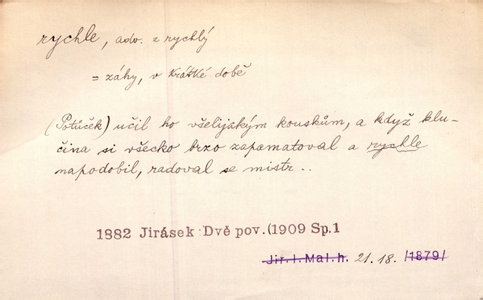 rychle, adv. z rychlý
= záhy, v krátké době
(Potůček) učil ho všelijakým kouskům, a když klu-
čina si všecko brzo zapamatoval a rychle
napodobil, radoval se mistr..
1882 Jirásek Dvě pov.(1909 Sp.1
Jir.I.Mal.h. 21.18. /1879/